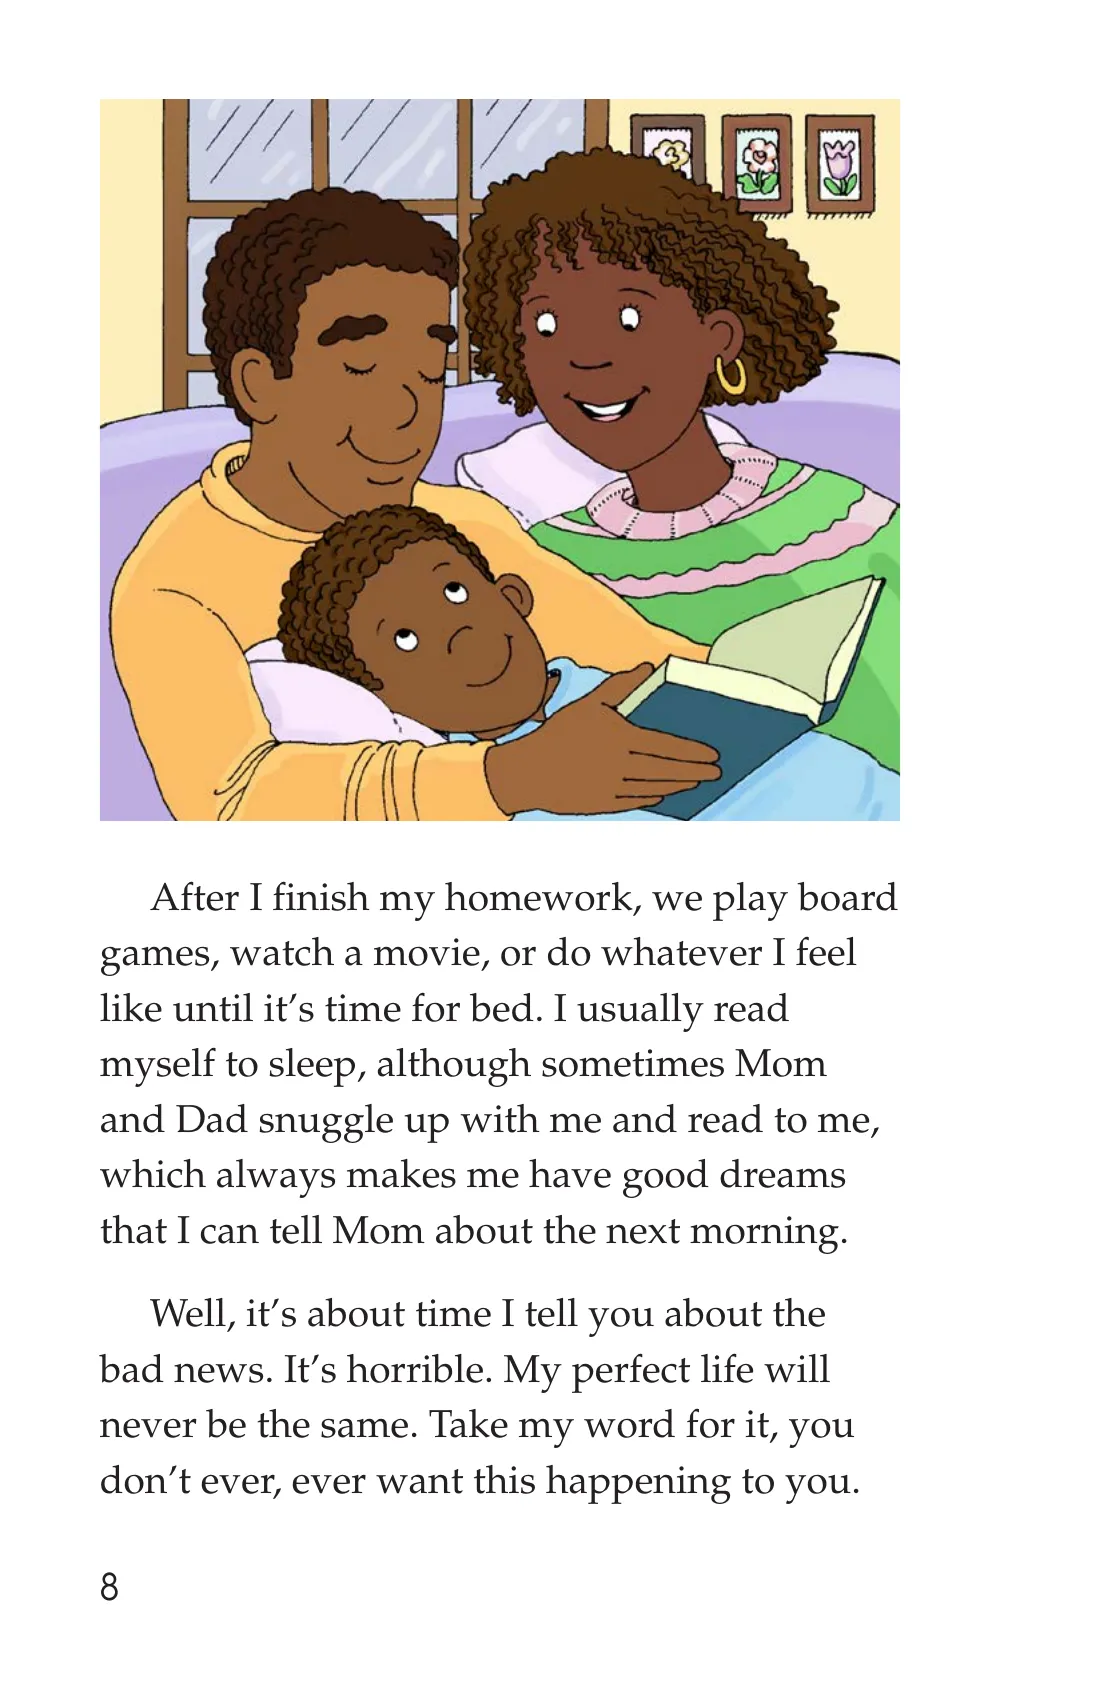 After I finish my homework, we play board
games, watch a movie, or do whatever I feel
like until it’s time for bed. I usually read
myself to sleep, although sometimes Mom
and Dad snuggle up with me and read to me,
which always makes me have good dreams
that I can tell Mom about the next morning.
Well, it’s about time I tell you about the
bad news. It’s horrible. My perfect life will
never be the same. Take my word for it, you
don’t ever, ever want this happening to you.
8